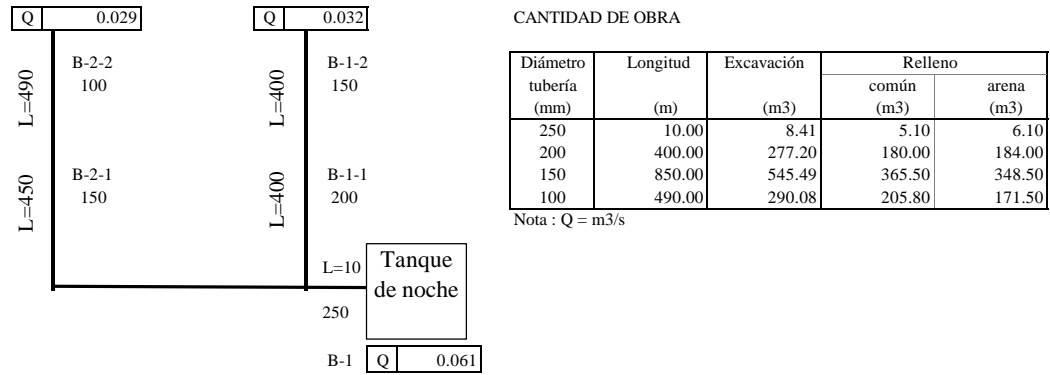 Q 0.029
Q 0.032
B-2-2
100
L=490
B-1-2
150
L=400
B-2-1
150
L=450
B-1-1
200
L=400
L=10
Tanque
de noche
250
B-1 Q 0.061
CANTIDAD DE OBRA
Diámetro Longitud Excavación Relleno
tubería común arena
(mm) (m) (m3) (m3) (m3)
250 10.00 8.41 5.10 6.10
200 400.00 277.20 180.00 184.00
150 850.00 545.49 365.50 348.50
100 490.00 290.08 205.80 171.50
Nota : Q = m3/s